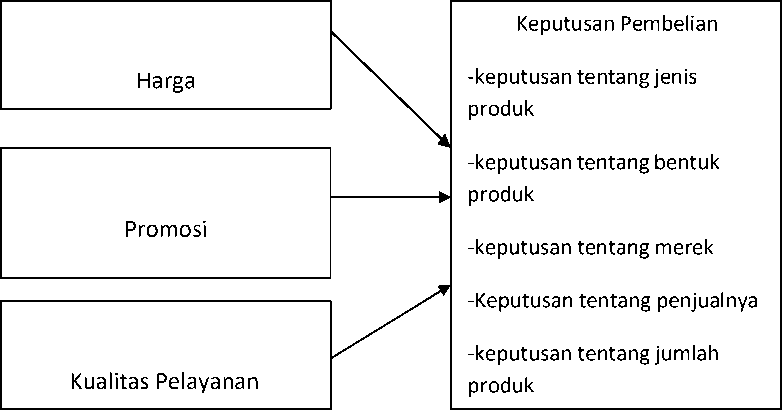 Harga
Promosi
Kualitas Pelayanan
Keputusan Pembelian
-keputusan tentang jenis
produk
-keputusan tentang bentuk
produk
-keputusan tentang merek
-Keputusan tentang penjualnya
-keputusan tentang jumlah
produk